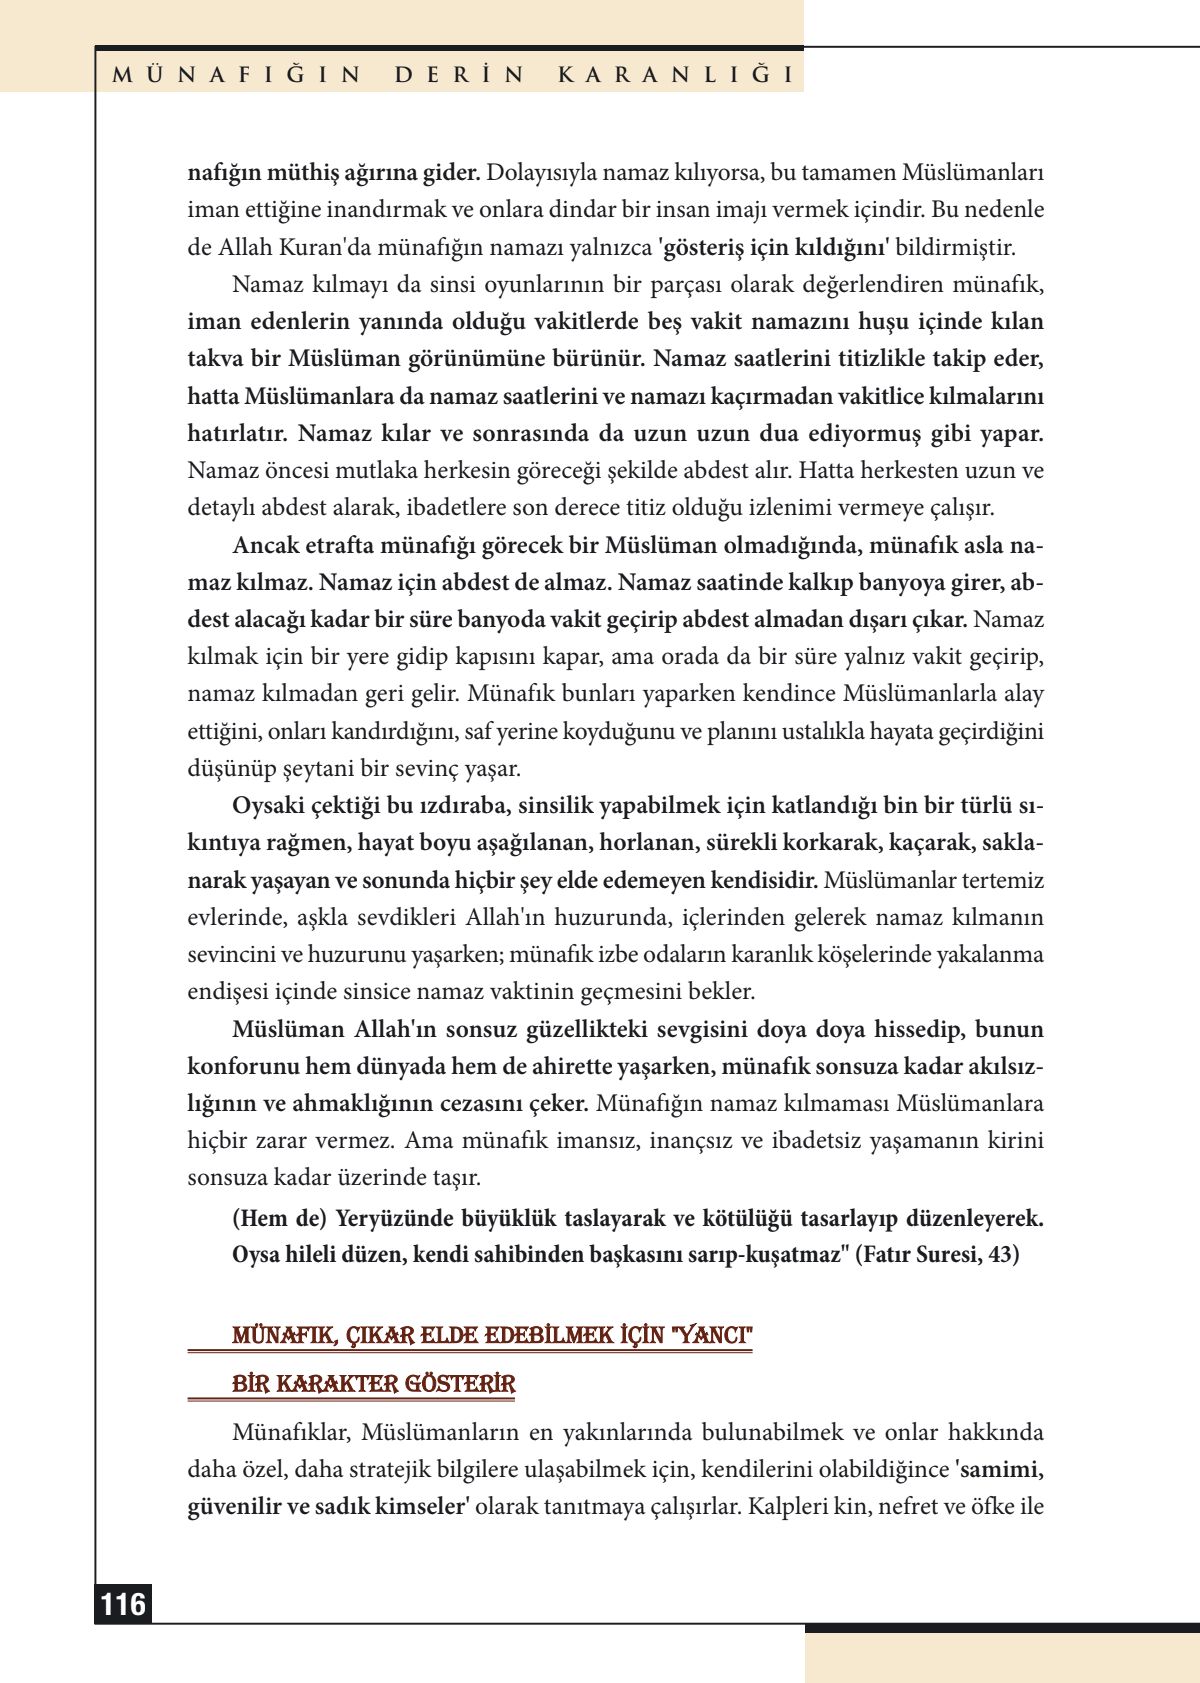 MÜNAFIĞIN DERİN KARANLIĞI
nafığın müthiş ağırına gider. Dolayısıyla namaz kılıyorsa, bu tamamen Müslümanları
iman ettiğine inandırmak ve onlara dindar bir insan imajı vermek içindir. Bu nedenle
de Allah Kuran'da münafığın namazı yalnızca 'gösteriş için kıldığını' bildirmiştir.
Namaz kılmayı da sinsi oyunlarının bir parçası olarak değerlendiren münafık,
iman edenlerin yanında olduğu vakitlerde beş vakit namazını huşu içinde kılan
takva bir Müslüman görünümüne bürünür. Namaz saatlerini titizlikle takip eder,
hatta Müslümanlara da namaz saatlerini ve namazı kaçırmadan vakitlice kılmalarını
hatırlatır. Namaz kılar ve sonrasında da uzun uzun dua ediyormuş gibi yapar.
Namaz öncesi mutlaka herkesin göreceği şekilde abdest alır. Hatta herkesten uzun ve
detaylı abdest alarak, ibadetlere son derece titiz olduğu izlenimi vermeye çalışır.
Ancak etrafta münafığı görecek bir Müslüman olmadığında, münafık asla na-
maz kılmaz. Namaz için abdest de almaz. Namaz saatinde kalkıp banyoya girer, ab-
dest alacağı kadar bir süre banyoda vakit geçirip abdest almadan dışarı çıkar. Namaz
kılmak için bir yere gidip kapısını kapar, ama orada da bir süre yalnız vakit geçirip,
namaz kılmadan geri gelir. Münafık bunları yaparken kendince Müslümanlarla alay
ettiğini, onları kandırdığını, saf yerine koyduğunu ve planını ustalıkla hayata geçirdiğini
düşünüp şeytani bir sevinç yaşar.
Oysaki çektiği bu ızdıraba, sinsilik yapabilmek için katlandığı bin bir türlü sı-
kıntıya rağmen, hayat boyu aşağılanan, horlanan, sürekli korkarak, kaçarak, sakla-
narak yaşayan ve sonunda hiçbir şey elde edemeyen kendisidir. Müslümanlar tertemiz
evlerinde, aşkla sevdikleri Allah'ın huzurunda, içlerinden gelerek namaz kılmanın
sevincini ve huzurunu yaşarken; münafık izbe odaların karanlık köşelerinde yakalanma
endişesi içinde sinsice namaz vaktinin geçmesini bekler.
Müslüman Allah'ın sonsuz güzellikteki sevgisini doya doya hissedip, bunun
konforunu hem dünyada hem de ahirette yaşarken, münafık sonsuza kadar akılsız-
lığının ve ahmaklığının cezasını çeker. Münafığın namaz kılmaması Müslümanlara
hiçbir zarar vermez. Ama münafık imansız, inançsız ve ibadetsiz yaşamanın kirini
sonsuza kadar üzerinde taşır.
(Hem de) Yeryüzünde büyüklük taslayarak ve kötülüğü tasarlayıp düzenleyerek.
Oysa hileli düzen, kendi sahibinden başkasını sarıp-kuşatmaz" (Fatır Suresi, 43)
MÜNAFIK, ÇIKAR ELDE EDEBİLMEK İÇİN "YANCI"
BİR KARAKTER GÖSTERİR
Münafıklar, Müslümanların en yakınlarında bulunabilmek ve onlar hakkında
daha özel, daha stratejik bilgilere ulaşabilmek için, kendilerini olabildiğince 'samimi,
güvenilir ve sadık kimseler' olarak tanıtmaya çalışırlar. Kalpleri kin, nefret ve öfke ile
116